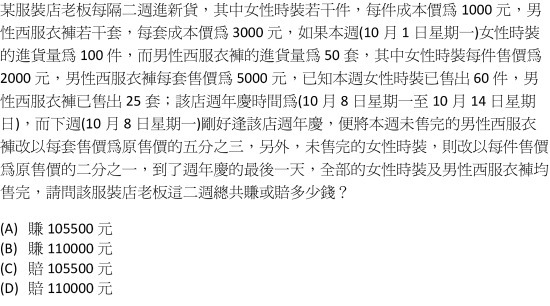 某服裝店老板每隔二週進新貨，其中女性時裝若干件，每件成本價爲 1000 元，男
性西服衣褲若干套，每套成本價爲 3000 元，如果本週(10 月 1 日星期一)女性時裝
的進貨量爲 100 件，而男性西服衣褲的進貨量爲 50 套，其中女性時裝每件售價爲
2000 元，男性西服衣褲每套售價爲 5000 元，已知本週女性時裝已售出 60 件，男
性西服衣褲已售出 25 套；該店週年慶時間爲(10 月 8 日星期一至 10 月 14 日星期
日)，而下週(10 月 8 日星期一)剛好逢該店週年慶，便將本週未售完的男性西服衣
褲改以每套售價爲原售價的五分之三，另外，未售完的女性時裝，則改以每件售價
爲原售價的二分之一，到了週年慶的最後一天，全部的女性時裝及男性西服衣褲均
售完，請問該服裝店老板這二週總共賺或賠多少錢？
(A) 賺 105500 元
(B) 賺 110000 元
(C) 賠 105500 元
(D) 賠 110000 元